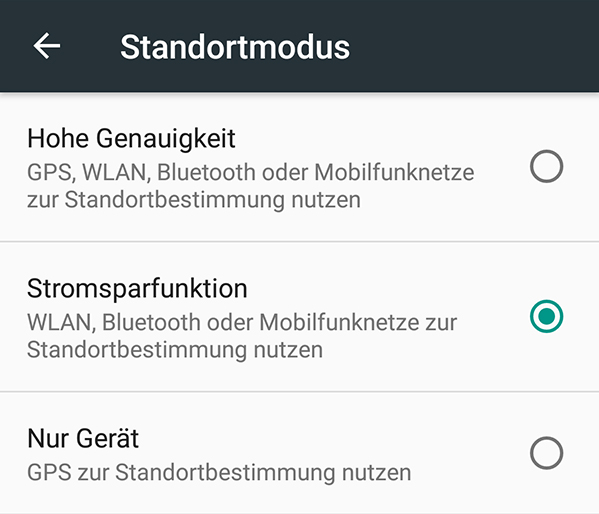 Standortmodus
Hohe Genauigkeit
GPS, WLAN, Bluetooth oder Mobilfunknetze
zur Standortbestimmung nutzen
Stromsparfunktion
WLAN, Bluetooth oder Mobilfunknetze zur
Standortbestimmung nutzen
Nur Gerät
GPS zur Standortbestimmung nutzen